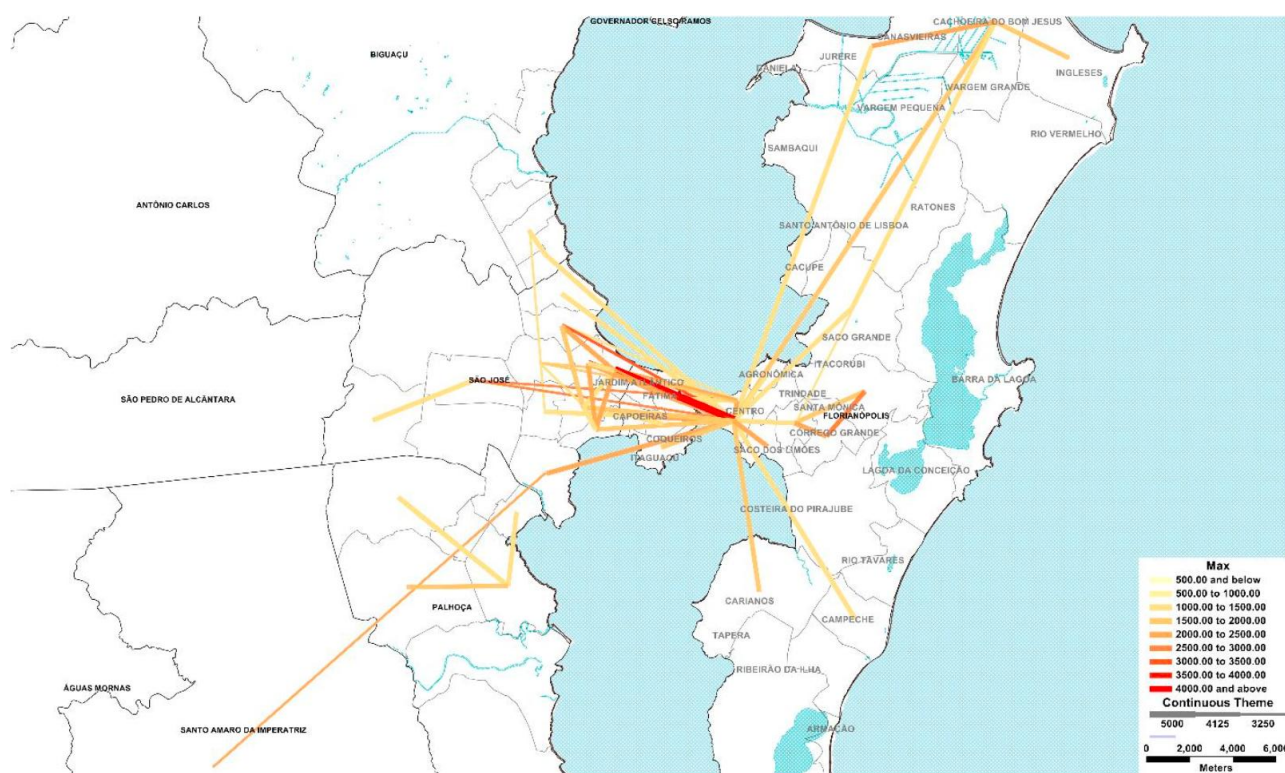 GOVERNADOR CELSO RAMOS
CACHOEIRA DO BOM JESUS
CANASVIEIRAS
BIGUAÇU
JURERE
DANIELA
INGLESES
VARGEM GRANDE
VARGEM PEQUENA
RIO VERMELHO
SAMBAQUI
ANTÔNIO CARLOS
RATONES
SANTO ANTÔNIO DE LISBOA
CACUPE
SACO GRANDE
ITACORUBI
AGRONÔMICA
BARRA DA LAGOA
SÃO JOSÉ
JARDIM ATLÂNTICO
TRINDADE
SÃO PEDRO DE ALCÂNTARA
FATIMA
SANTA MÔNICA
CENTRO
FLORIANÓPOLIS
CAPOEIRAS
CÓRREGO GRANDE
COQUEIROS
SACO DOS LIMÕES
ITAGUAÇU
LAGOA DA CONCEIÇÃO
COSTEIRA DO PIRAJUBE
RIO TAVARES
CARIANOS
PALHOÇA
CAMPECHE
TAPERA
RIBEIRÃO DA ILHA
ÁGUAS MORNAS
SANTO AMARO DA IMPERATRIZ
ARMAÇÃO
Max
500.00 and below
500.00 to 1000.00
1000.00 to 1500.00
1500.00 to 2000.00
2000.00 to 2500.00
2500.00 to 3000.00
3000.00 to 3500.00
3500.00 to 4000.00
4000.00 and above
Continuous Theme
5000 4125 3250
0 2,000 4,000 6,000
Meters